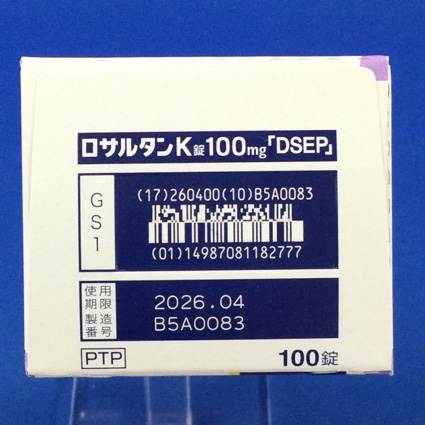 ロサルタンK錠100mg「DSEP」
GS1
(17)260400(10)B5A0083
(01)14987081182777
使用期限 2026.04
製造番号 B5A0083
PTP 100錠